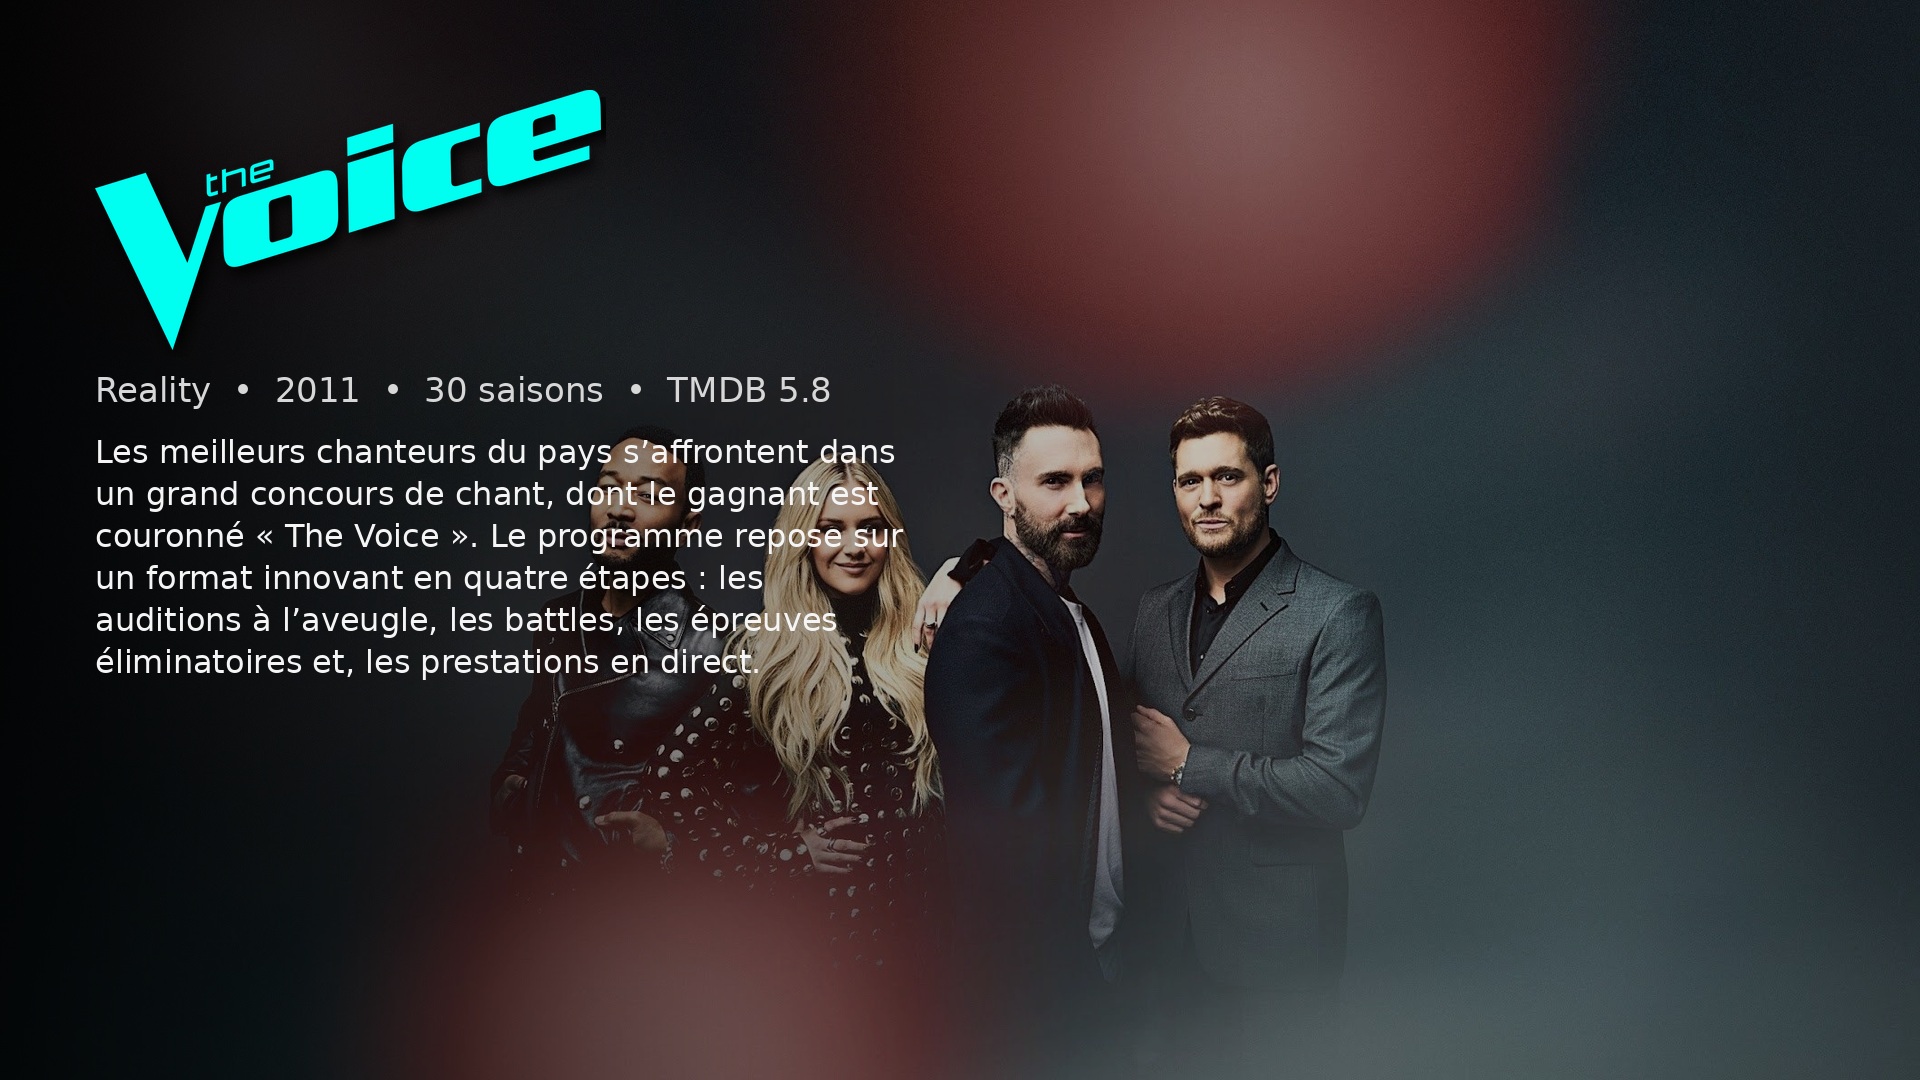 the
Voice
Reality • 2011 • 30 saisons • TMDB 5.8
Les meilleurs chanteurs du pays s’affrontent dans
un grand concours de chant, dont le gagnant est
couronné « The Voice ». Le programme repose sur
un format innovant en quatre étapes : les
auditions à l’aveugle, les battles, les épreuves
éliminatoires et, les prestations en direct.